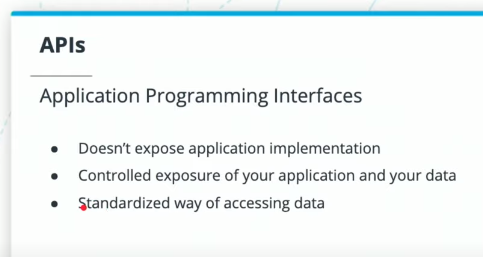 APIs
Application Programming Interfaces
● Doesn't expose application implementation
● Controlled exposure of your application and your data
● Standardized way of accessing data